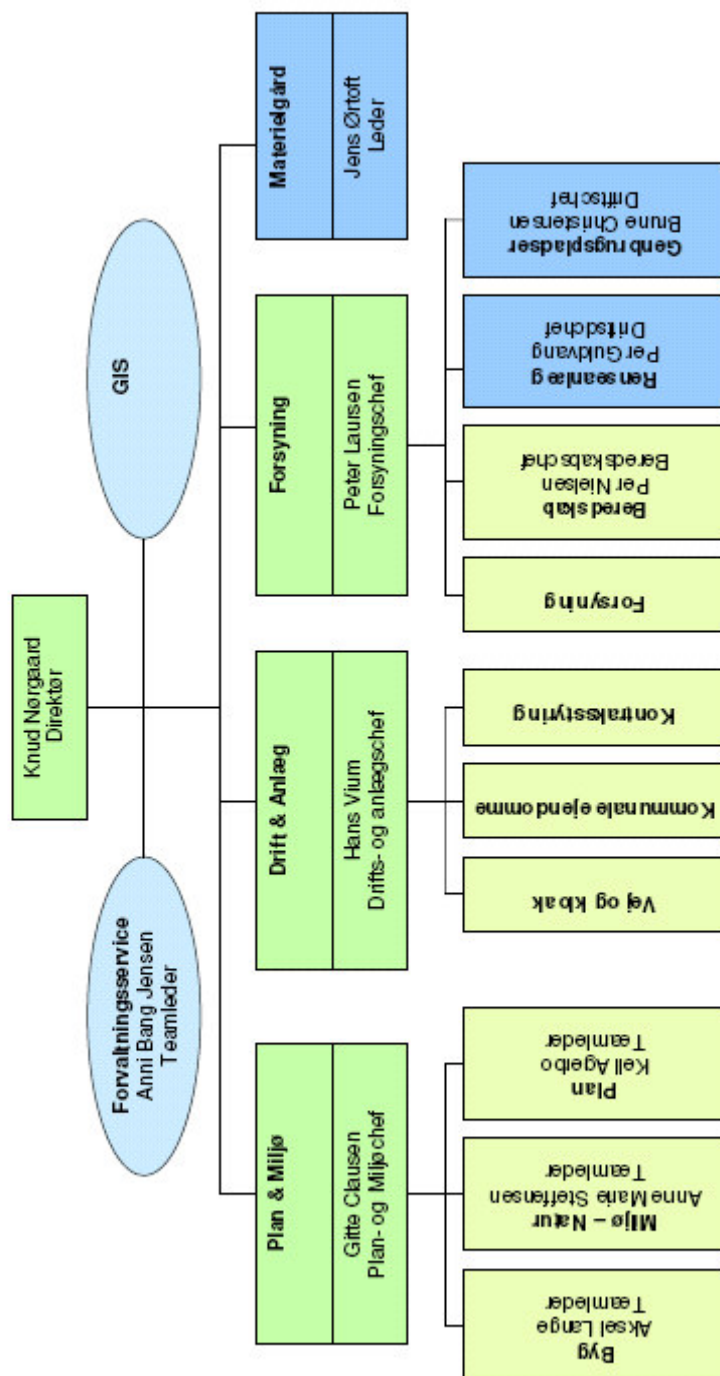 Knud Nørgaard
Direktør
Forvaltningsservice
Anni Bang Jensen
Teamleder
GIS
Plan & Miljø
Gitte Clausen
Plan- og Miljøchef
Drift & Anlæg
Hans Vium
Drifts- og anlægschef
Forsyning
Peter Laursen
Forsyningschef
Materielgård
Jens Ørtoft
Leder
Byg
Aksel Lange
Teamleder
Miljø – Natur
Anne Marie Steffensen
Teamleder
Plan
Kell Agerbo
Teamleder
Vej og kloak
Kommunale ejendomme
Kontraksstyring
Forsyning
Beredskab
Per Nielsen
Beredskabschef
Renseanlæg
Per Guldvang
Driftdschef
Genbrugspladser
Brune Christensen
Driftschef